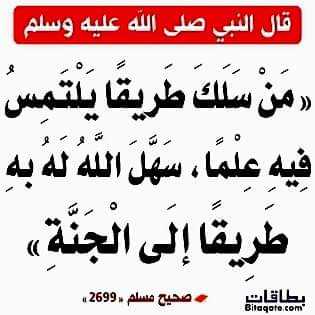 قال النبي صلى الله عليه وسلم
« مَنْ سَلَكَ طَرِيقًا يَلْتَمِسُ
فِيهِ عِلْمًا ، سَهَّلَ اللَّهُ لَهُ بِهِ
طَرِيقًا إِلَى الْجَنَّةِ »
صحيح مسلم « 2699 »
بطاقات
Bitaqate.com